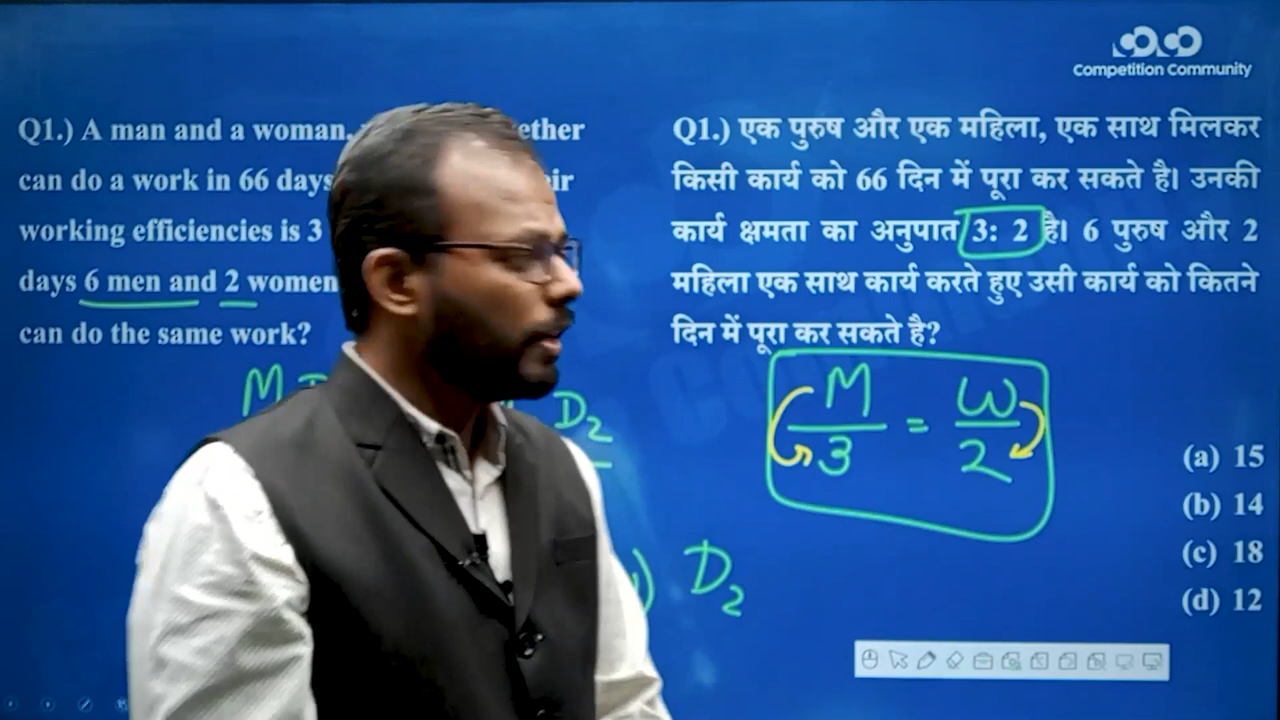 Competition Community
Q1.) A man and a woman,
can do a work in 66 days
working efficiencies is 3
days 6 men and 2 women
can do the same work?
Q1.) एक पुरुष और एक महिला, एक साथ मिलकर
किसी कार्य को 66 दिन में पूरा कर सकते है। उनकी
कार्य क्षमता का अनुपात 3: 2 है। 6 पुरुष और 2
महिला एक साथ कार्य करते हुए उसी कार्य को कितने
दिन में पूरा कर सकते है?
M
D2
M = W
3 2
D2
(a) 15
(b) 14
(c) 18
(d) 12